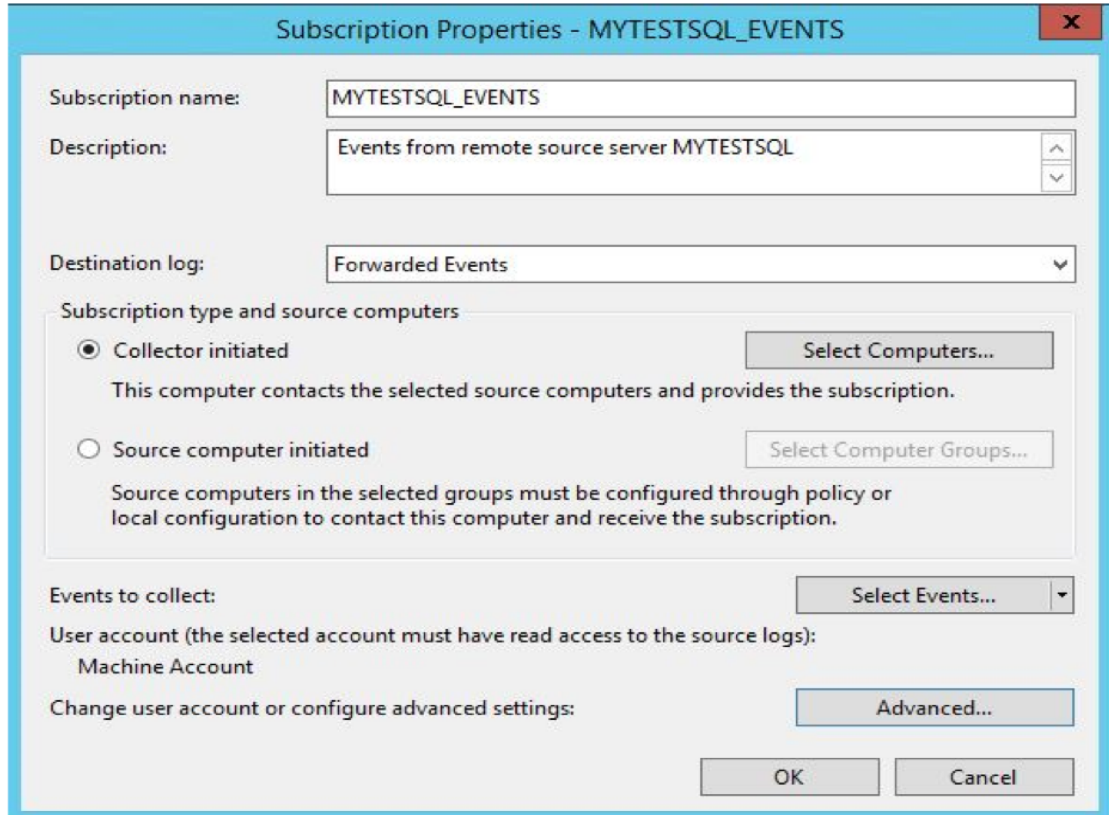 Subscription Properties - MYTESTSQL_EVENTS
x
Subscription name:
MYTESTSQL_EVENTS
Description:
Events from remote source server MYTESTSQL
Destination log:
Forwarded Events
Subscription type and source computers
Collector initiated
Select Computers...
This computer contacts the selected source computers and provides the subscription.
Source computer initiated
Select Computer Groups...
Source computers in the selected groups must be configured through policy or
local configuration to contact this computer and receive the subscription.
Events to collect:
Select Events...
User account (the selected account must have read access to the source logs):
Machine Account
Change user account or configure advanced settings:
Advanced...
OK
Cancel